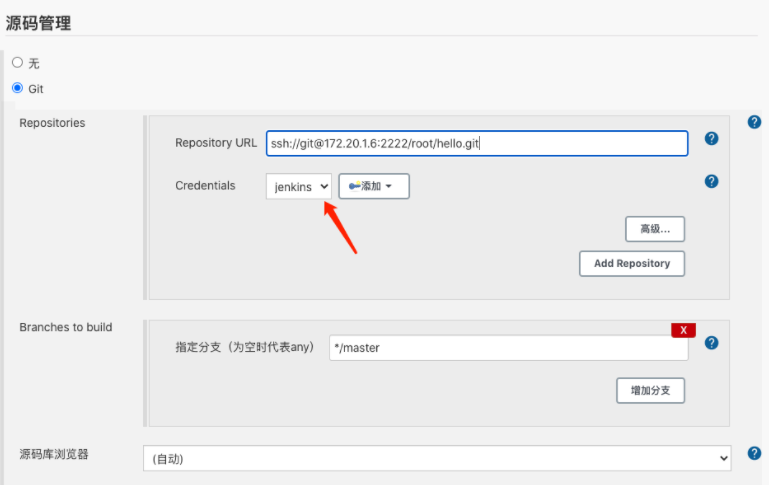 源码管理
无
Git
Repositories
Repository URL ssh://git@172.20.1.6:2222/root/hello.git
Credentials jenkins 添加
高级...
Add Repository
Branches to build
X
指定分支（为空时代表any） */master
增加分支
源码库浏览器 (自动)